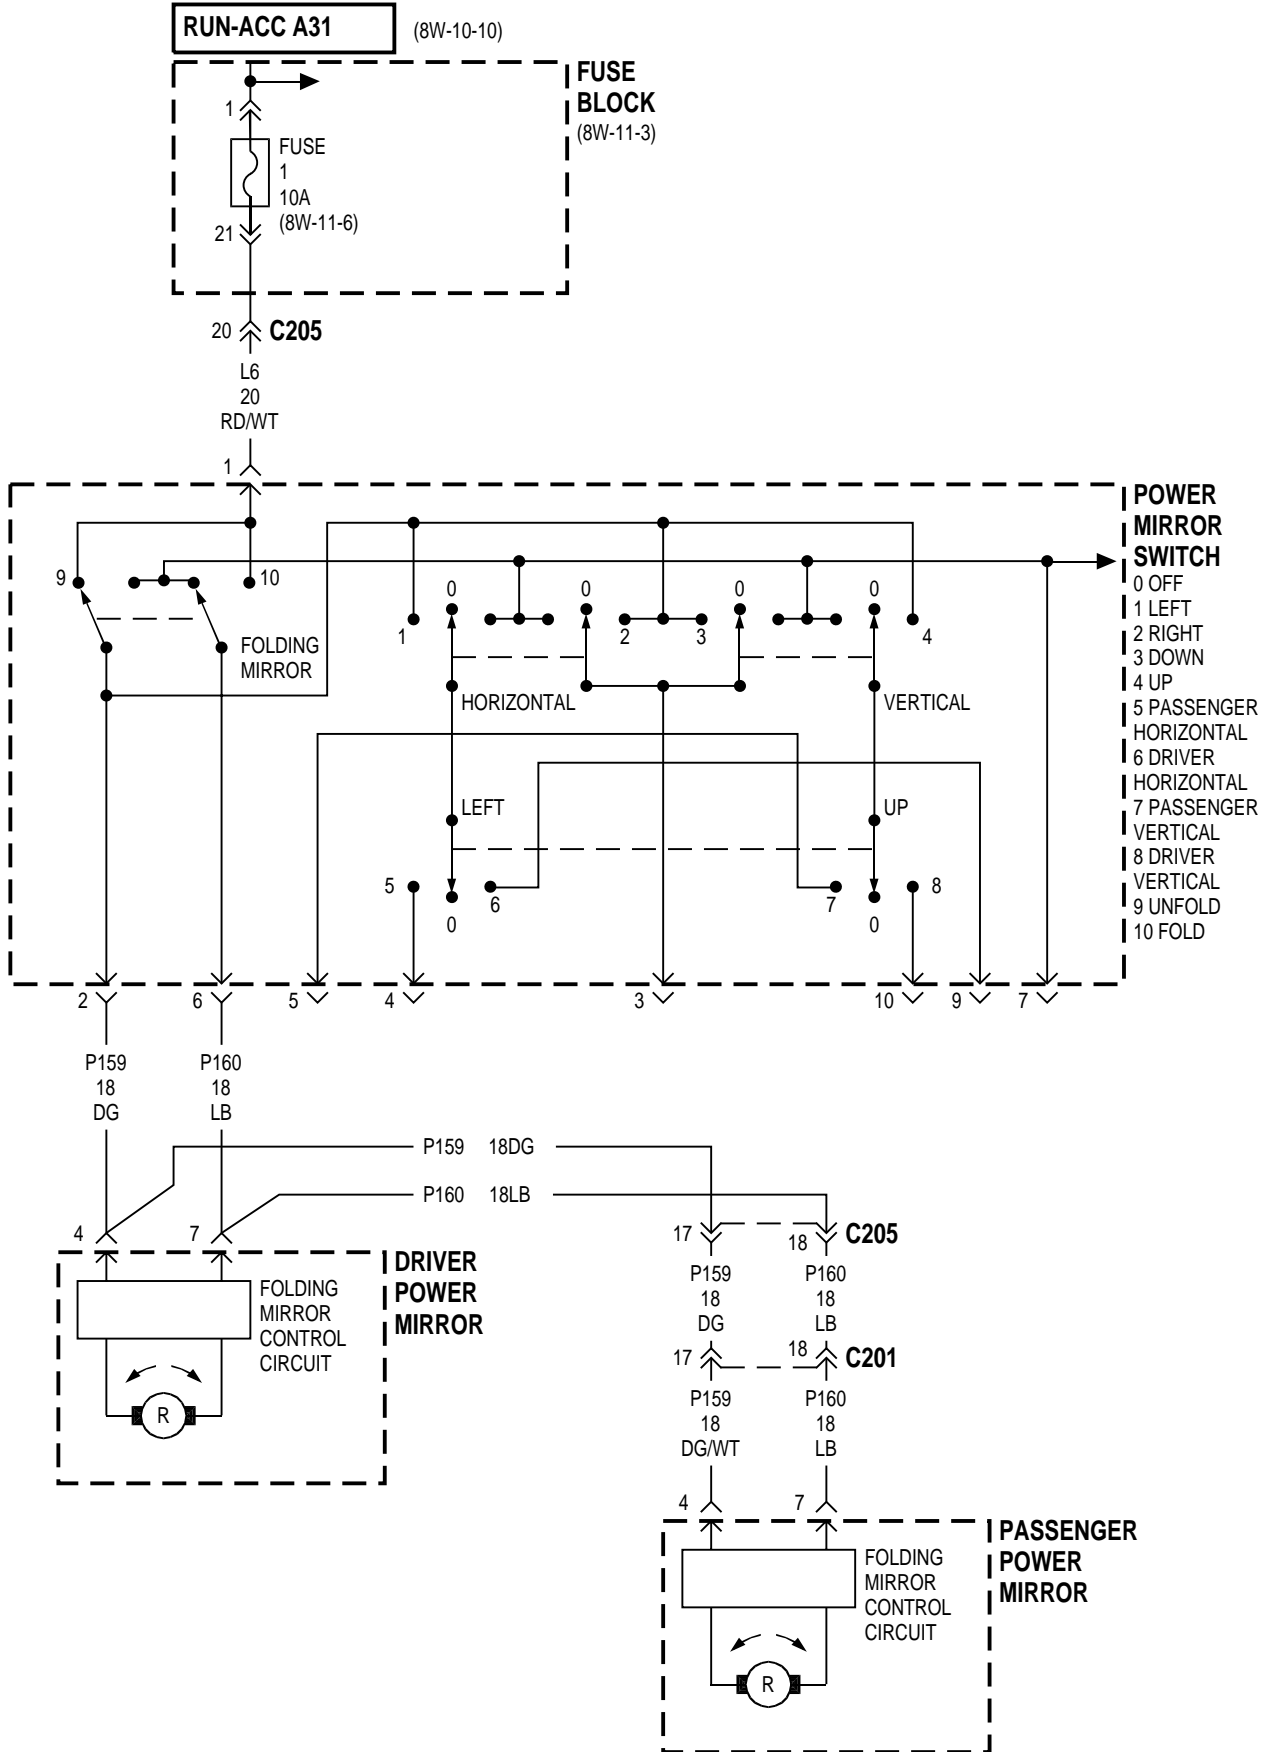 RUN-ACC A31
(8W-10-10)
FUSE
BLOCK
(8W-11-3)
1
FUSE
1
10A
(8W-11-6)
21
20
C205
L6
20
RD/WT
1
POWER
MIRROR
SWITCH
0 OFF
1 LEFT
2 RIGHT
3 DOWN
4 UP
5 PASSENGER
HORIZONTAL
6 DRIVER
HORIZONTAL
7 PASSENGER
VERTICAL
8 DRIVER
VERTICAL
9 UNFOLD
10 FOLD
9
10
0
0
0
0
1
2
3
4
FOLDING
MIRROR
HORIZONTAL
VERTICAL
LEFT
UP
5
6
7
8
0
0
2
6
5
4
3
10
9
7
P159
18
DG
P160
18
LB
P159 18DG
P160 18LB
4
7
17
18
C205
DRIVER
POWER
MIRROR
FOLDING
MIRROR
CONTROL
CIRCUIT
R
P159
18
DG
P160
18
LB
17
18
C201
P159
18
DG/WT
P160
18
LB
4
7
PASSENGER
POWER
MIRROR
FOLDING
MIRROR
CONTROL
CIRCUIT
R